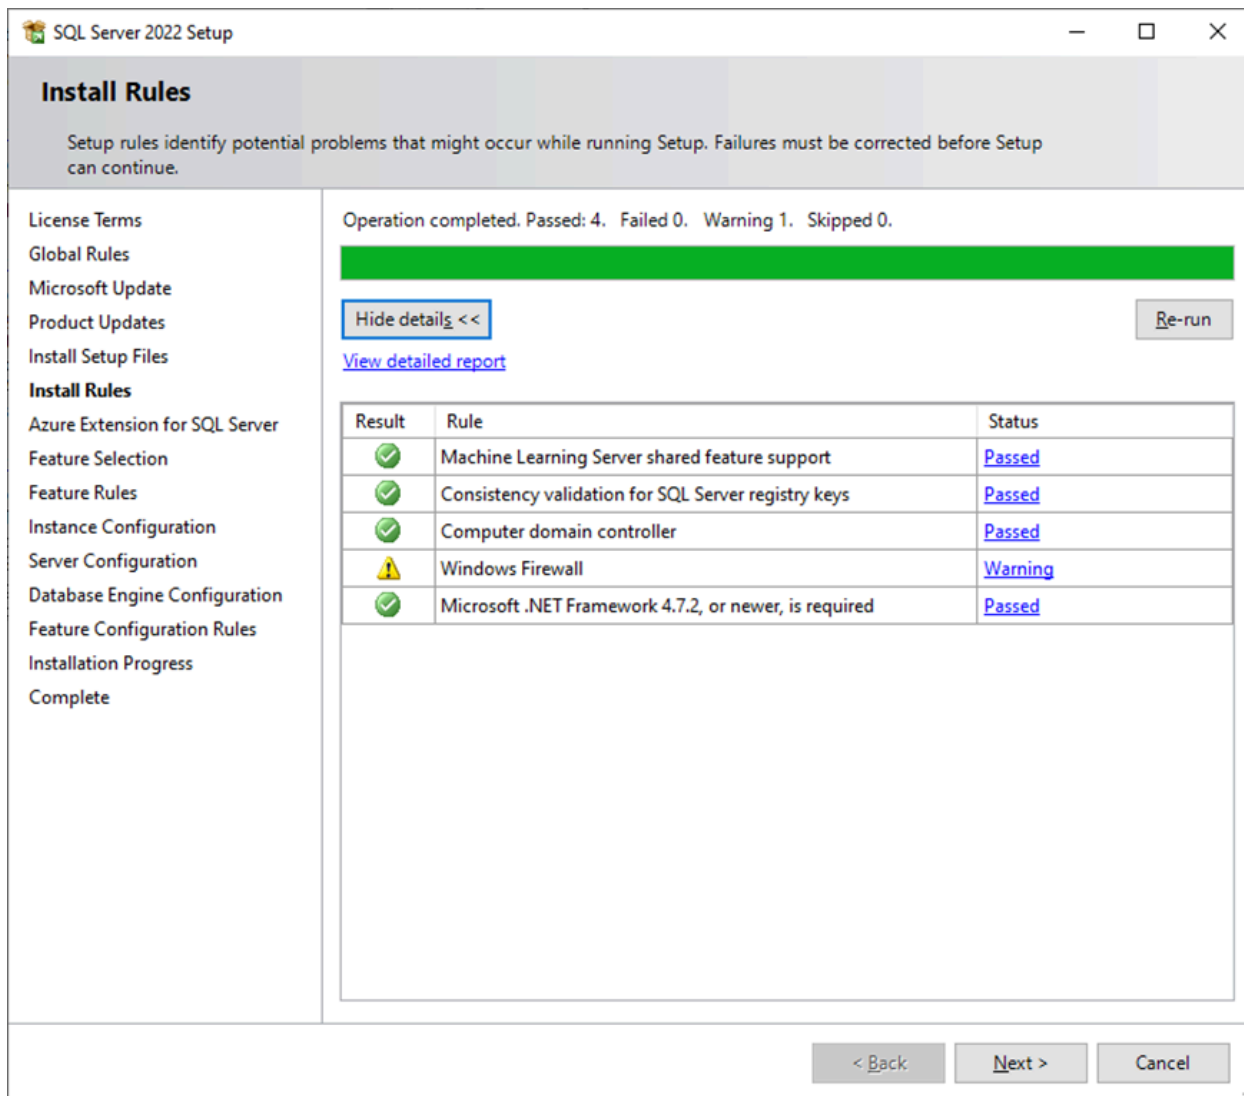 SQL Server 2022 Setup
Install Rules
Setup rules identify potential problems that might occur while running Setup. Failures must be corrected before Setup
can continue.
License Terms
Global Rules
Microsoft Update
Product Updates
Install Setup Files
Install Rules
Azure Extension for SQL Server
Feature Selection
Feature Rules
Instance Configuration
Server Configuration
Database Engine Configuration
Feature Configuration Rules
Installation Progress
Complete
Operation completed. Passed: 4. Failed 0. Warning 1. Skipped 0.
Hide details <<
Re-run
View detailed report
Result Rule Status
Machine Learning Server shared feature support Passed
Consistency validation for SQL Server registry keys Passed
Computer domain controller Passed
Windows Firewall Warning
Microsoft .NET Framework 4.7.2, or newer, is required Passed
< Back Next > Cancel